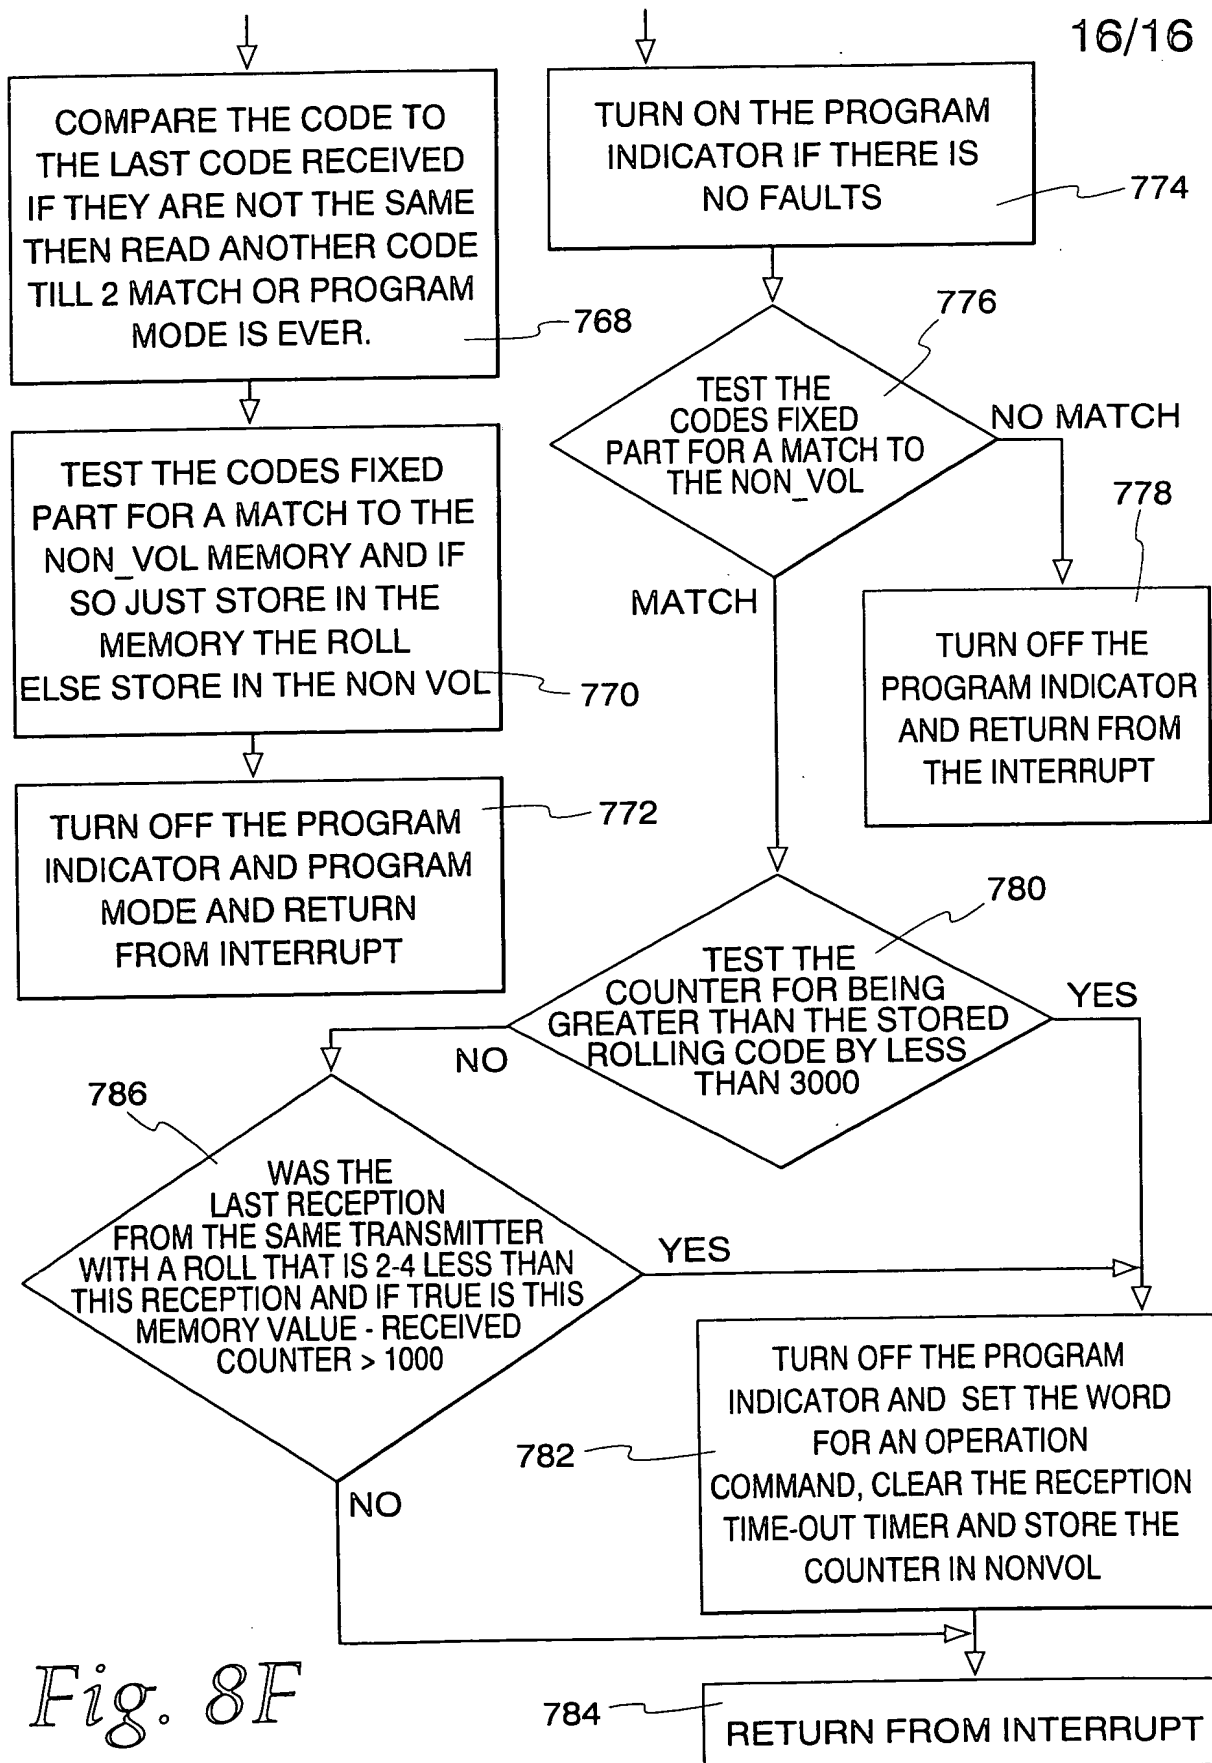 16/16
COMPARE THE CODE TO
THE LAST CODE RECEIVED
IF THEY ARE NOT THE SAME
THEN READ ANOTHER CODE
TILL 2 MATCH OR PROGRAM
MODE IS EVER.
768
TEST THE CODES FIXED
PART FOR A MATCH TO THE
NON_VOL MEMORY AND IF
SO JUST STORE IN THE
MEMORY THE ROLL
ELSE STORE IN THE NON VOL
770
TURN OFF THE PROGRAM
INDICATOR AND PROGRAM
MODE AND RETURN
FROM INTERRUPT
772
TURN ON THE PROGRAM
INDICATOR IF THERE IS
NO FAULTS
774
776
TEST THE
CODES FIXED
PART FOR A MATCH TO
THE NON_VOL
NO MATCH
MATCH
778
TURN OFF THE
PROGRAM INDICATOR
AND RETURN FROM
THE INTERRUPT
780
TEST THE
COUNTER FOR BEING
GREATER THAN THE STORED
ROLLING CODE BY LESS
THAN 3000
YES
NO
786
WAS THE
LAST RECEPTION
FROM THE SAME TRANSMITTER
WITH A ROLL THAT IS 2-4 LESS THAN
THIS RECEPTION AND IF TRUE IS THIS
MEMORY VALUE - RECEIVED
COUNTER > 1000
YES
NO
TURN OFF THE PROGRAM
INDICATOR AND SET THE WORD
FOR AN OPERATION
COMMAND, CLEAR THE RECEPTION
TIME-OUT TIMER AND STORE THE
COUNTER IN NONVOL
782
784
RETURN FROM INTERRUPT
Fig. 8F